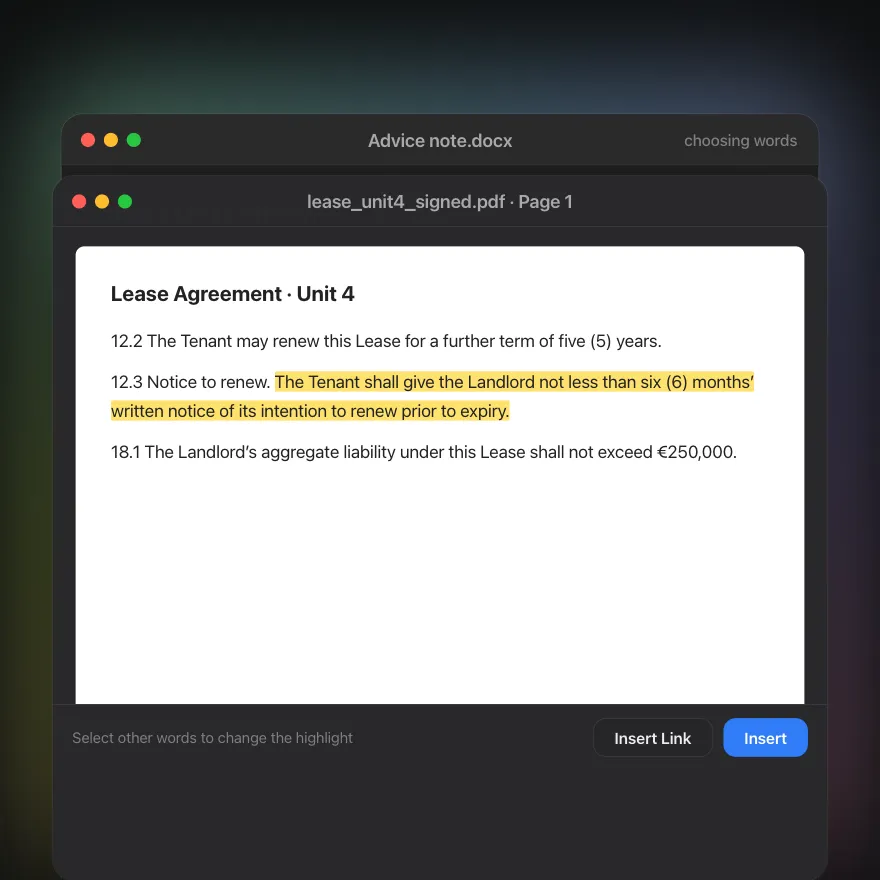 Advice note.docx
choosing words
lease_unit4_signed.pdf · Page 1
Lease Agreement · Unit 4
12.2 The Tenant may renew this Lease for a further term of five (5) years.
12.3 Notice to renew. The Tenant shall give the Landlord not less than six (6) months’
written notice of its intention to renew prior to expiry.
18.1 The Landlord’s aggregate liability under this Lease shall not exceed €250,000.
Select other words to change the highlight
Insert Link
Insert